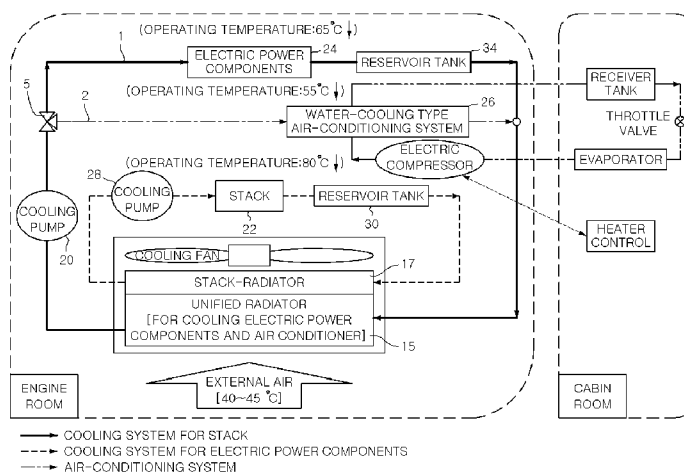 (OPERATING TEMPERATURE:65℃↓)
1
24
34
ELECTRIC POWER
COMPONENTS
RESERVOIR TANK
5
2
(OPERATING TEMPERATURE:55℃↓)
26
WATER-COOLING TYPE
AIR-CONDITIONING SYSTEM
RECEIVER
TANK
THROTTLE
VALVE
ELECTRIC
COMPRESSOR
EVAPORATOR
(OPERATING TEMPERATURE:80℃↓)
28
COOLING
PUMP
STACK
RESERVOIR TANK
22
30
COOLING
PUMP
20
HEATER
CONTROL
COOLING FAN
17
STACK-RADIATOR
UNIFIED RADIATOR
[FOR COOLING ELECTRIC POWER
COMPONENTS AND AIR CONDITIONER]
15
EXTERNAL AIR
[40~45 ℃]
ENGINE
ROOM
CABIN
ROOM
COOLING SYSTEM FOR STACK
COOLING SYSTEM FOR ELECTRIC POWER COMPONENTS
AIR-CONDITIONING SYSTEM